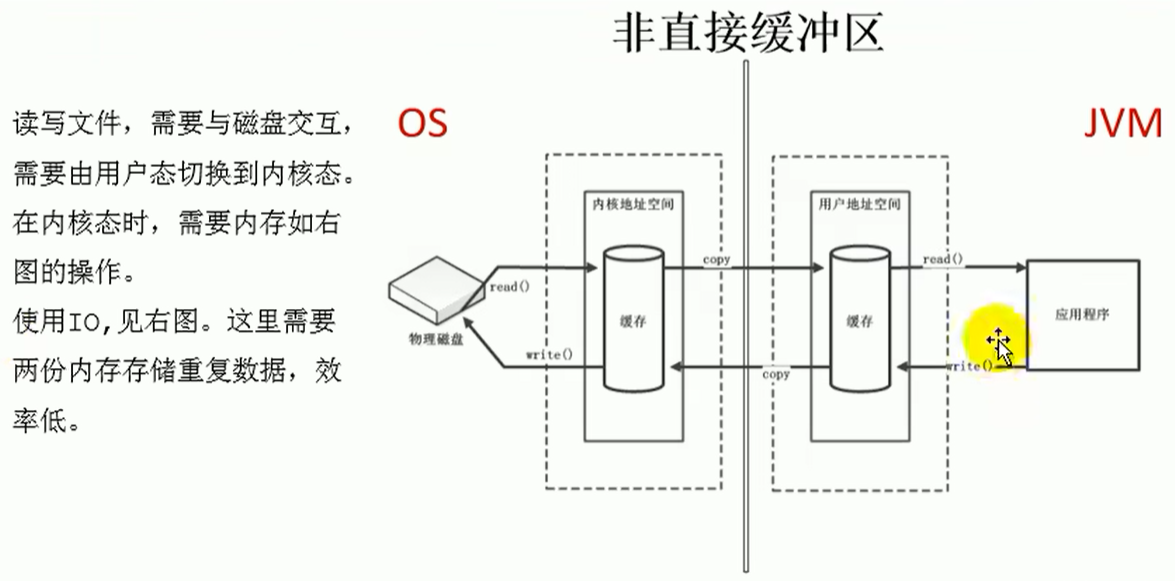 非直接缓冲区
读写文件，需要与磁盘交互，
需要由用户态切换到内核态。
在内核态时，需要内存如右
图的操作。
使用IO,见右图。这里需要
两份内存存储重复数据，效
率低。
OS
JVM
内核地址空间
用户地址空间
copy
read()
read()
缓存
缓存
应用程序
物理磁盘
write()
copy
write()